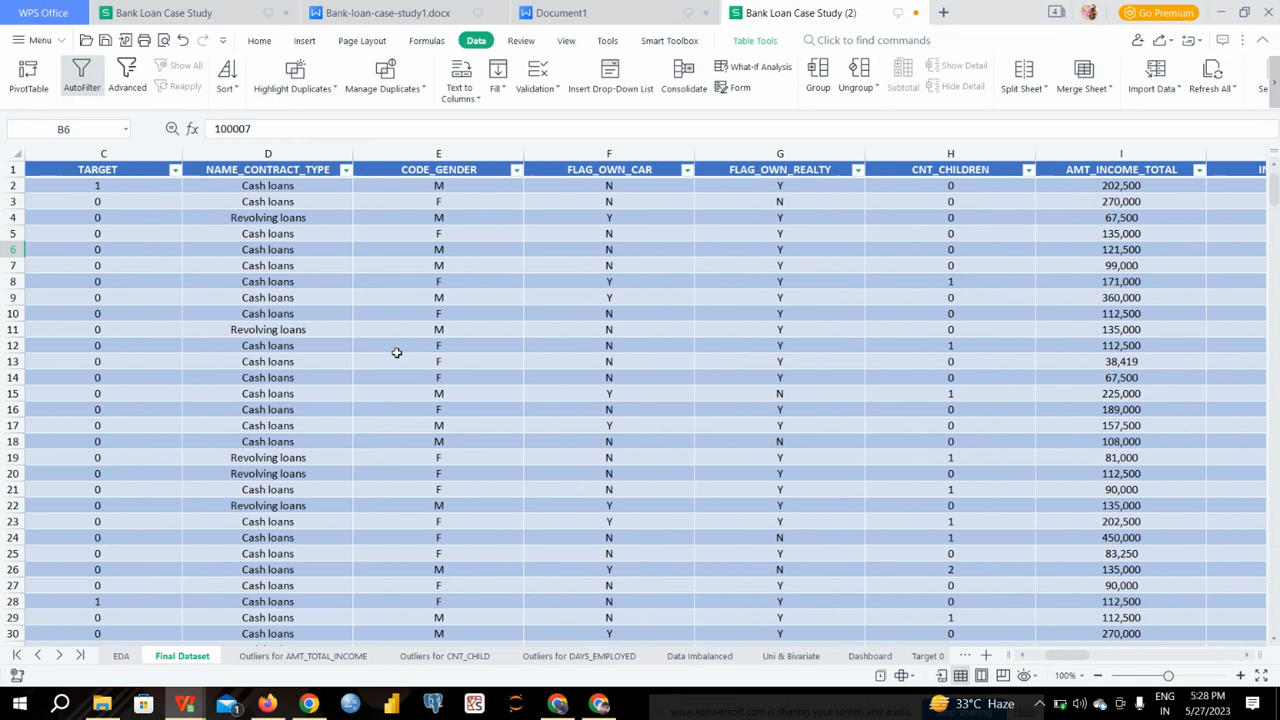 WPS Office Bank Loan Case Study Bank-loan-case-study1.docx Document1 Bank Loan Case Study (2) Go Premium
Menu Home Insert Page Layout Formulas Data Review View Tools Smart Toolbox Table Tools Click to find commands
PivotTable AutoFilter Advanced Show All Reapply Sort Highlight Duplicates Manage Duplicates Text to Columns Fill Validation Insert Drop-Down List Consolidate What-If Analysis Form Group Ungroup Subtotal Show Detail Hide Detail Split Sheet Merge Sheet Import Data Refresh All
B6 fx 100007
C D E F G H I
1 TARGET NAME_CONTRACT_TYPE CODE_GENDER FLAG_OWN_CAR FLAG_OWN_REALTY CNT_CHILDREN AMT_INCOME_TOTAL
2 1 Cash loans M N Y 0 202,500
3 0 Cash loans F N N 0 270,000
4 0 Revolving loans M Y Y 0 67,500
5 0 Cash loans F N Y 0 135,000
6 0 Cash loans M N Y 0 121,500
7 0 Cash loans M N Y 0 99,000
8 0 Cash loans F Y Y 1 171,000
9 0 Cash loans M Y Y 0 360,000
10 0 Cash loans F N Y 0 112,500
11 0 Revolving loans M N Y 0 135,000
12 0 Cash loans F N Y 1 112,500
13 0 Cash loans F N Y 0 38,419
14 0 Cash loans F N Y 0 67,500
15 0 Cash loans M Y N 1 225,000
16 0 Cash loans F N Y 0 189,000
17 0 Cash loans M Y Y 0 157,500
18 0 Cash loans M N N 0 108,000
19 0 Revolving loans F N Y 1 81,000
20 0 Revolving loans F N Y 0 112,500
21 0 Cash loans F N Y 1 90,000
22 0 Revolving loans M Y Y 0 135,000
23 0 Cash loans F Y Y 1 202,500
24 0 Cash loans F N N 1 450,000
25 0 Cash loans F N Y 0 83,250
26 0 Cash loans M Y N 2 135,000
27 0 Cash loans F N Y 0 90,000
28 1 Cash loans F N Y 0 112,500
29 0 Cash loans M N Y 1 112,500
30 0 Cash loans M Y Y 0 270,000
EDA Final Dataset Outliers for AMT_TOTAL_INCOME Outliers for CNT_CHILD Outliers for DAYS_EMPLOYED Data Imbalanced Uni & Bivariate Dashboard Target 0
100%
33°C Haze ENG IN 5:28 PM 5/27/2023
www.apowersoft.com is sharing your screen and audio.